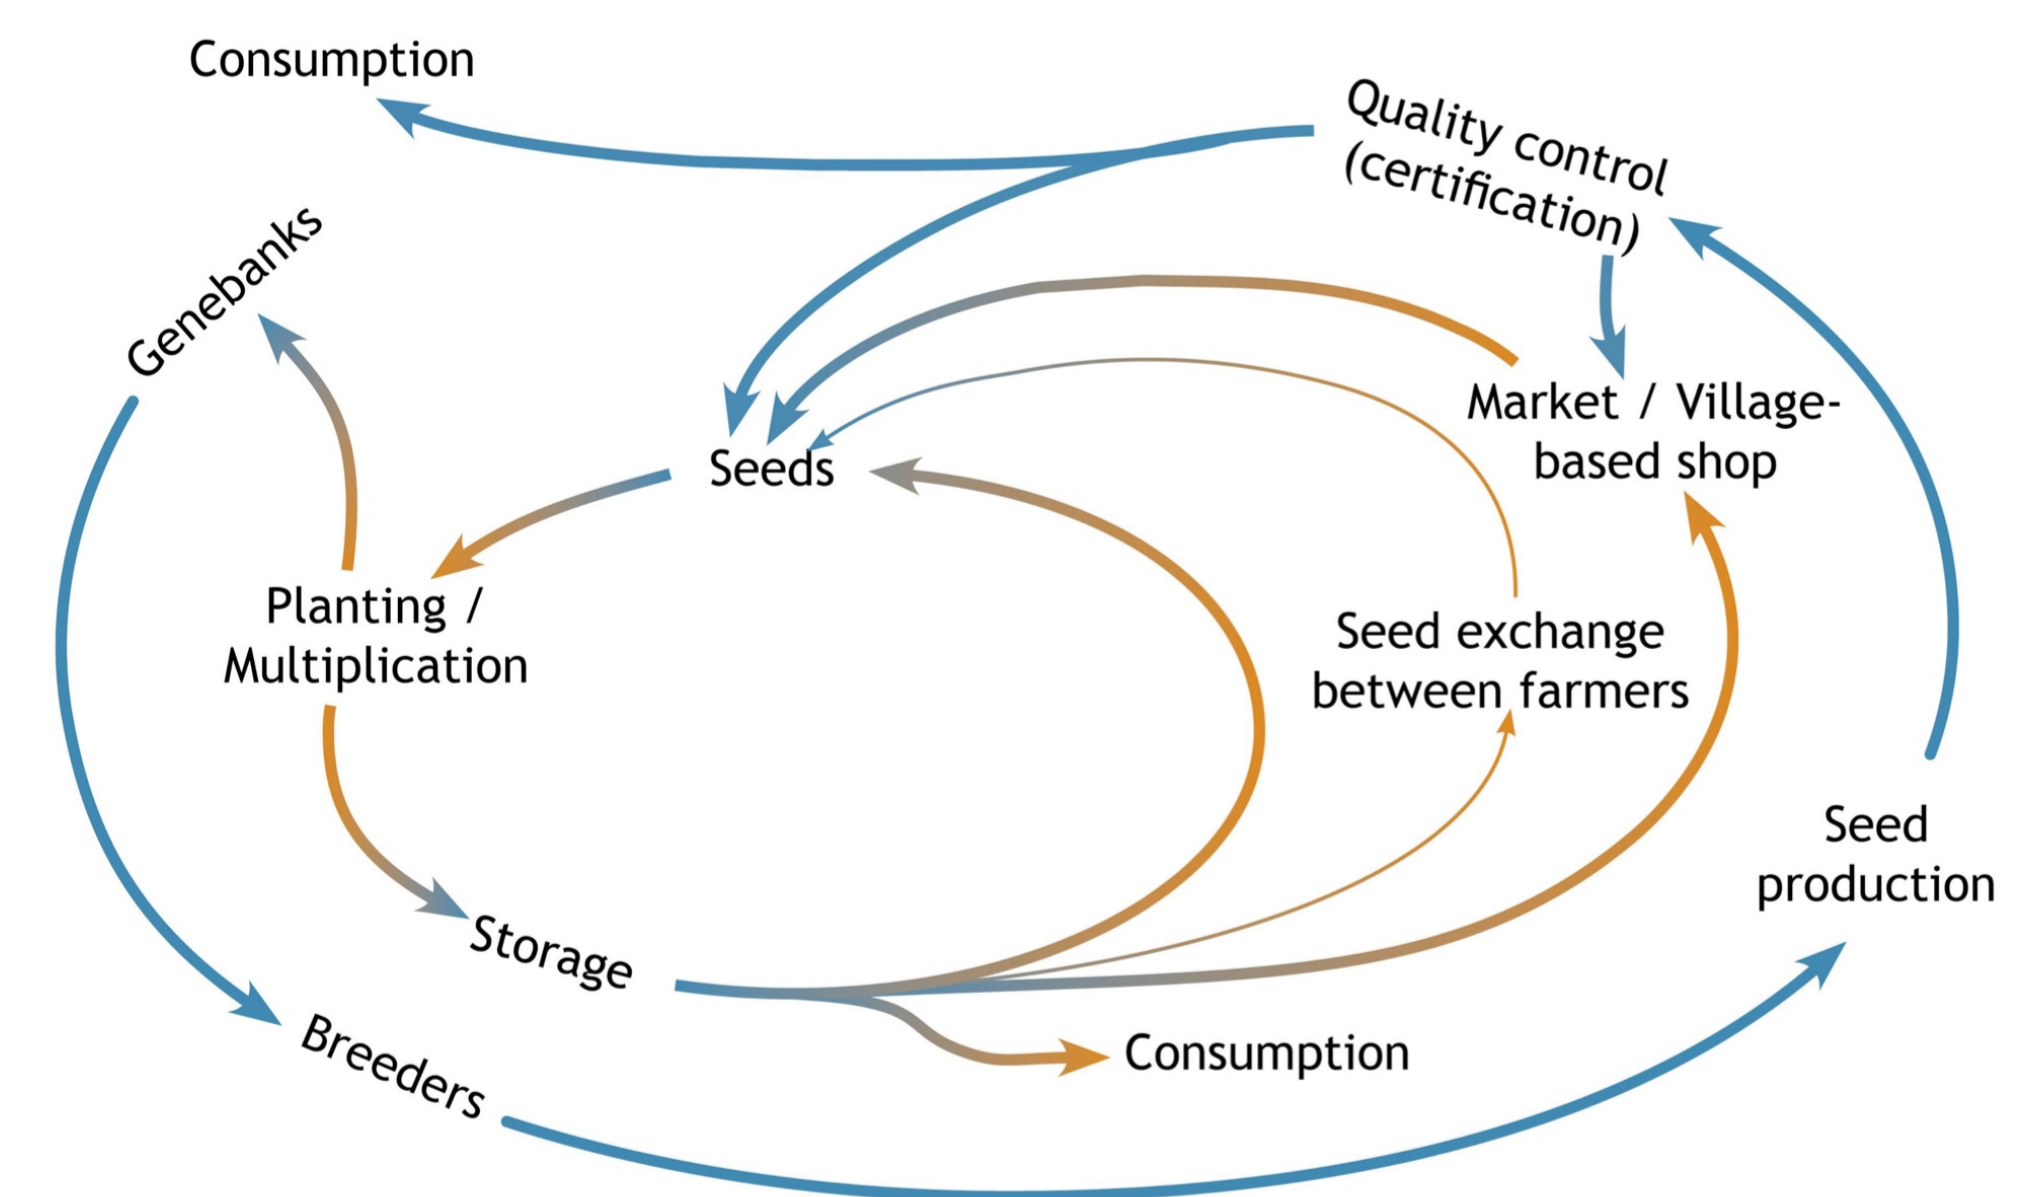 Consumption
Quality control
(certification)
Genebanks
Market / Village-
based shop
Seeds
Planting /
Multiplication
Seed exchange
between farmers
Seed
production
Storage
Consumption
Breeders